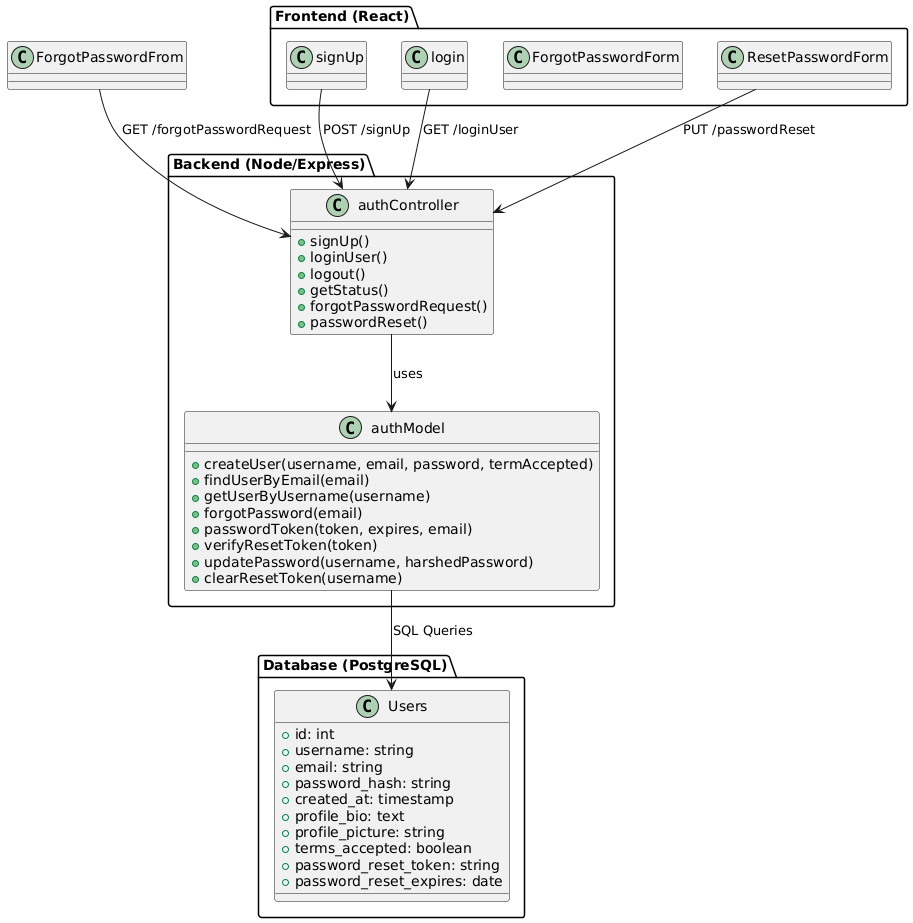 Frontend (React)
C ForgotPasswordFrom
C signUp
C login
C ForgotPasswordForm
C ResetPasswordForm
GET /forgotPasswordRequest
POST /signUp
GET /loginUser
PUT /passwordReset
Backend (Node/Express)
C authController
signUp()
loginUser()
logout()
getStatus()
forgotPasswordRequest()
passwordReset()
uses
C authModel
createUser(username, email, password, termAccepted)
findUserByEmail(email)
getUserByUsername(username)
forgotPassword(email)
passwordToken(token, expires, email)
verifyResetToken(token)
updatePassword(username, harshedPassword)
clearResetToken(username)
SQL Queries
Database (PostgreSQL)
C Users
id: int
username: string
email: string
password_hash: string
created_at: timestamp
profile_bio: text
profile_picture: string
terms_accepted: boolean
password_reset_token: string
password_reset_expires: date